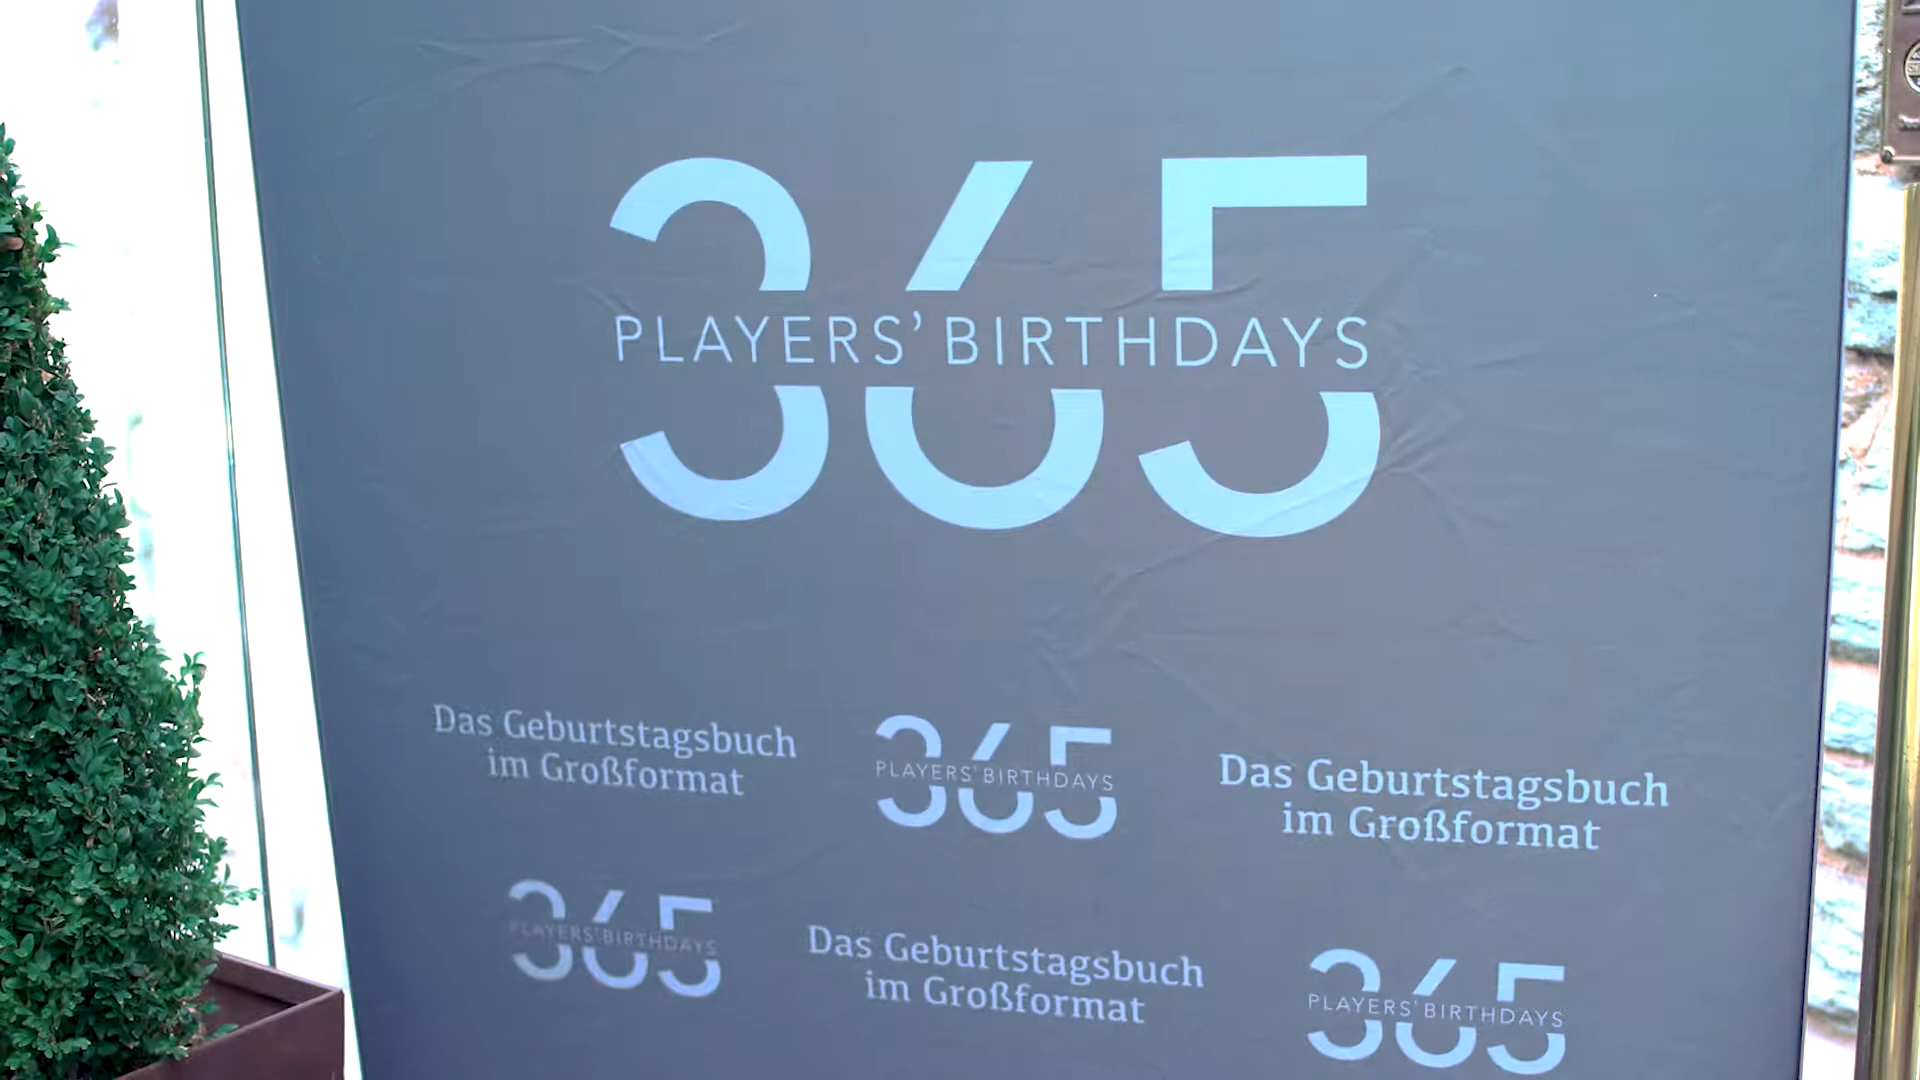 365
PLAYERS’ BIRTHDAYS
Das Geburtstagsbuch
im Großformat
365
PLAYERS’ BIRTHDAYS
Das Geburtstagsbuch
im Großformat
365
PLAYERS’ BIRTHDAYS
Das Geburtstagsbuch
im Großformat
365
PLAYERS’ BIRTHDAYS